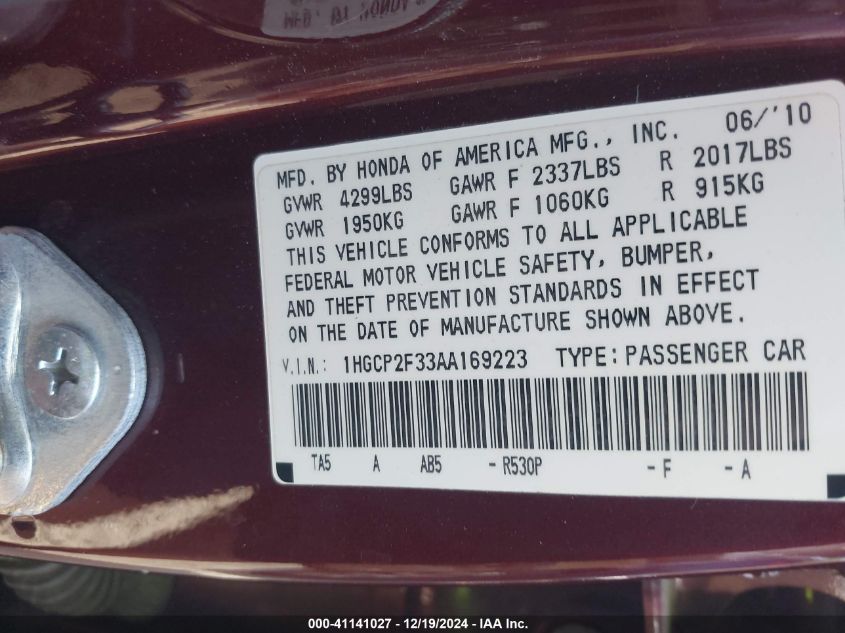 MFD. BY HONDA OF AMERICA MFG., INC. 06/'10
GVWR 4299LBS GAWR F 2337LBS R 2017LBS
GVWR 1950KG GAWR F 1060KG R 915KG
THIS VEHICLE CONFORMS TO ALL APPLICABLE
FEDERAL MOTOR VEHICLE SAFETY, BUMPER,
AND THEFT PREVENTION STANDARDS IN EFFECT
ON THE DATE OF MANUFACTURE SHOWN ABOVE.
V.I.N.: 1HGCP2F33AA169223 TYPE: PASSENGER CAR
TA5 A AB5 - R530P - F - A
000-41141027 - 12/19/2024 - IAA Inc.